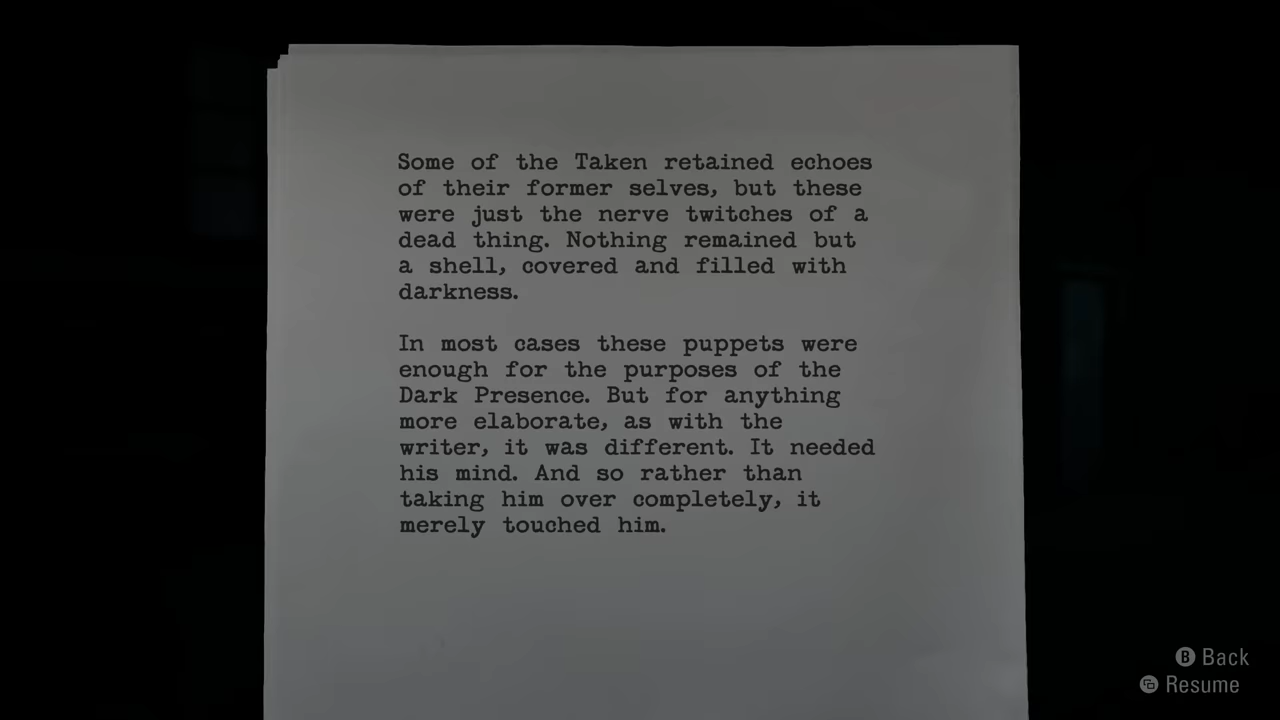 Some of the Taken retained echoes
of their former selves, but these
were just the nerve twitches of a
dead thing. Nothing remained but
a shell, covered and filled with
darkness.
In most cases these puppets were
enough for the purposes of the
Dark Presence. But for anything
more elaborate, as with the
writer, it was different. It needed
his mind. And so rather than
taking him over completely, it
merely touched him.
B Back
Resume